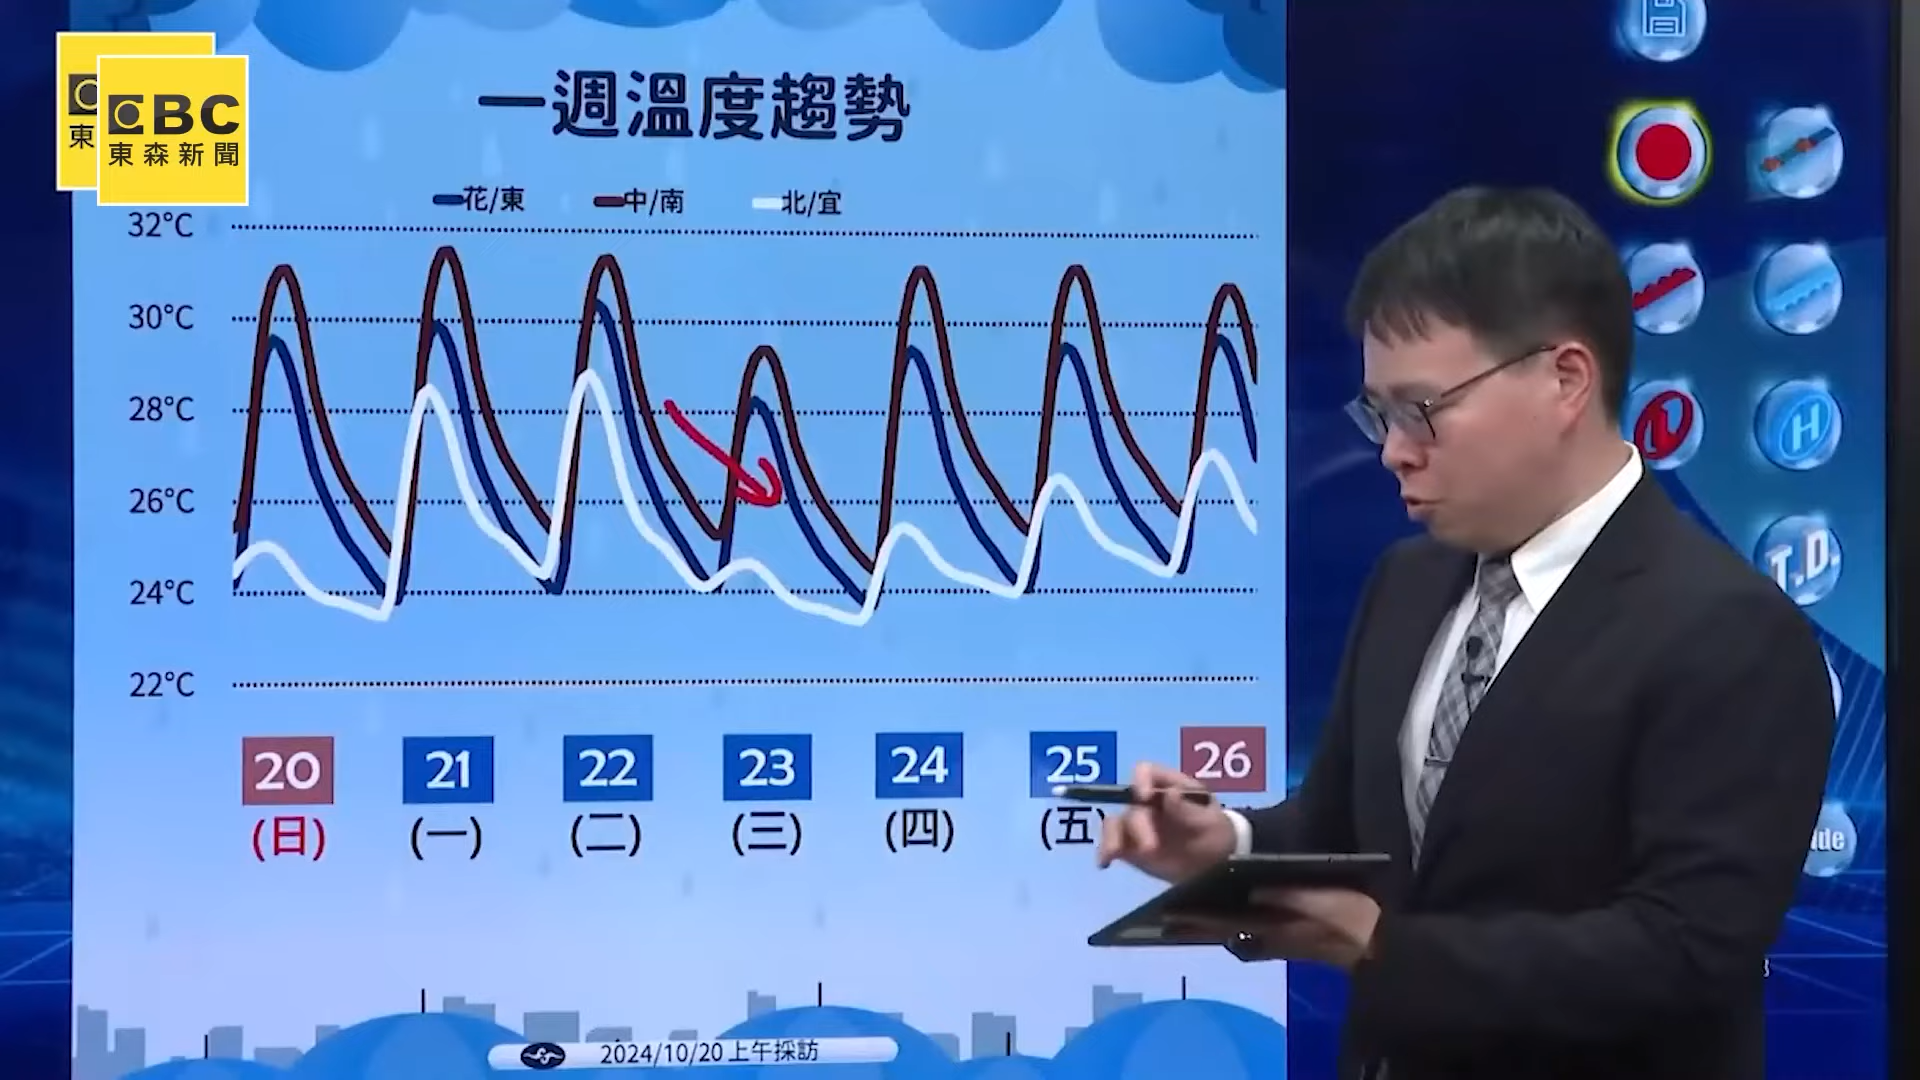 EBC
東
東森新聞
一週溫度趨勢
花/東 中/南 北/宜
32°C
30°C
28°C
26°C
24°C
22°C
20 21 22 23 24 25 26
(日) (一) (二) (三) (四) (五)
2024/10/20 上午採訪
H
T.D.